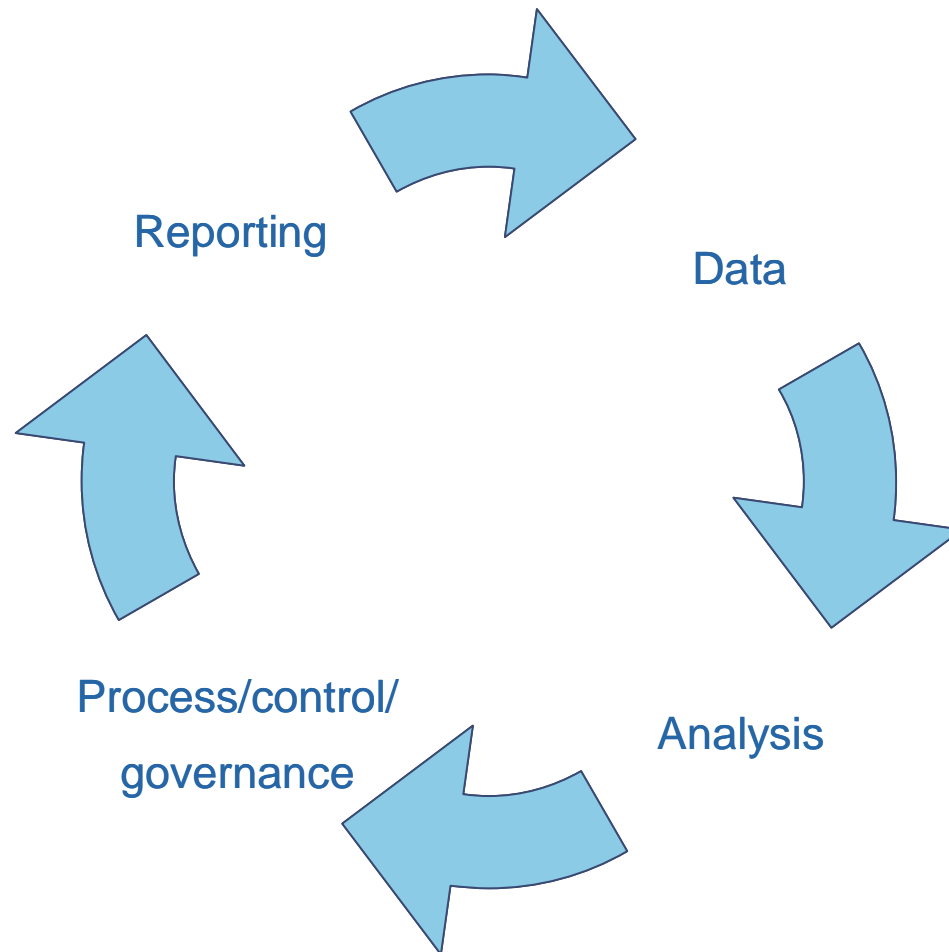 Reporting
Data
Process/control/
governance
Analysis